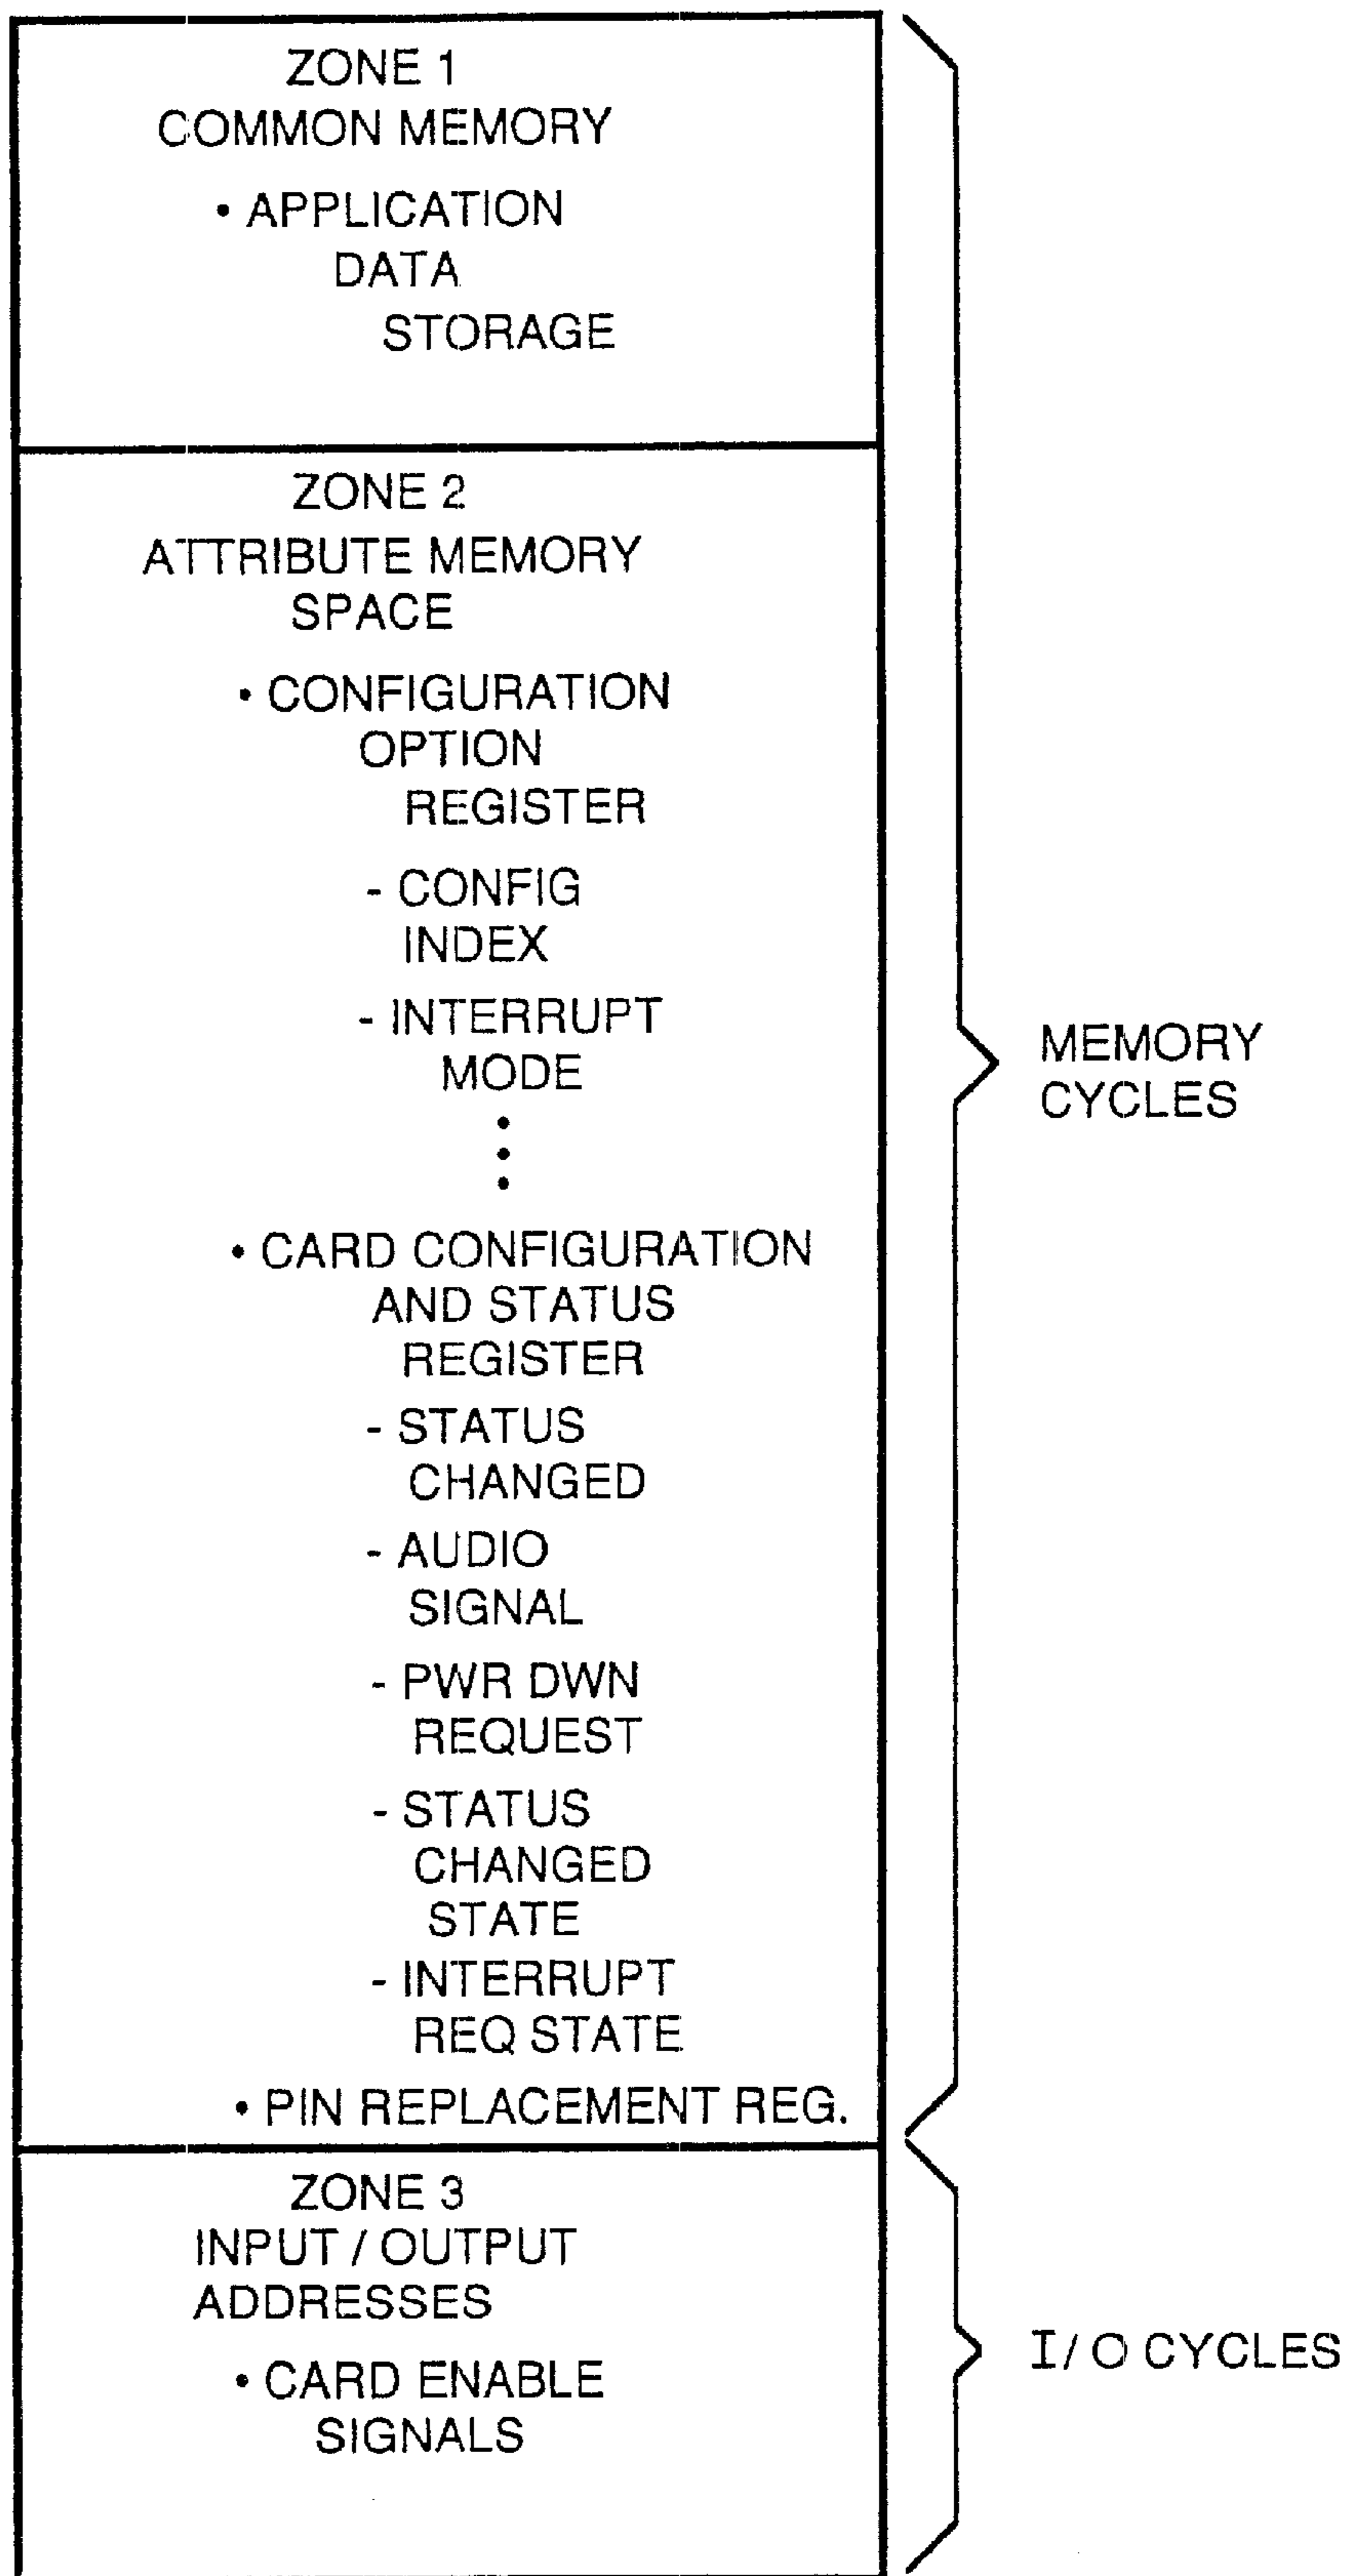 ZONE 1
COMMON MEMORY
• APPLICATION
DATA
STORAGE
ZONE 2
ATTRIBUTE MEMORY
SPACE
• CONFIGURATION
OPTION
REGISTER
- CONFIG
INDEX
- INTERRUPT
MODE
• CARD CONFIGURATION
AND STATUS
REGISTER
- STATUS
CHANGED
- AUDIO
SIGNAL
- PWR DWN
REQUEST
- STATUS
CHANGED
STATE
- INTERRUPT
REQ STATE
• PIN REPLACEMENT REG.
MEMORY
CYCLES
ZONE 3
INPUT / OUTPUT
ADDRESSES
• CARD ENABLE
SIGNALS
I/O CYCLES